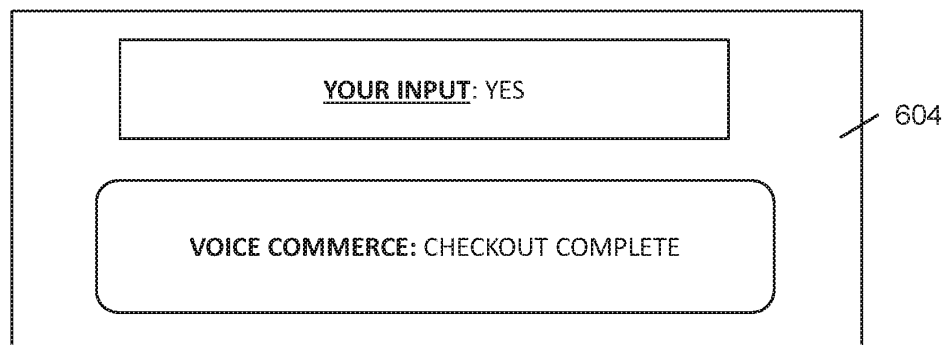 YOUR INPUT: YES
604
VOICE COMMERCE: CHECKOUT COMPLETE